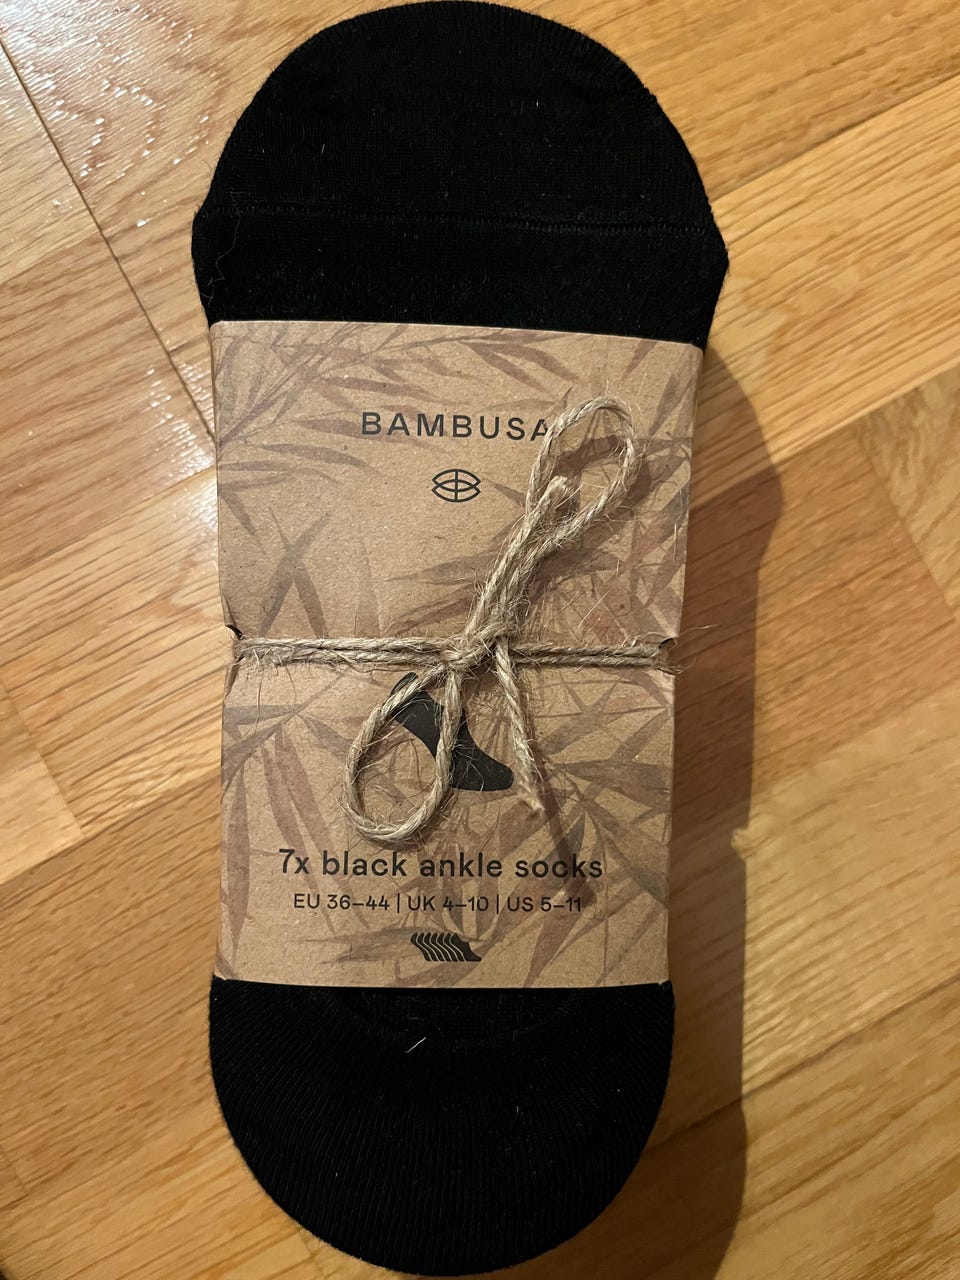 BAMBUSA
7x black ankle socks
EU 36–44 | UK 4–10 | US 5–11